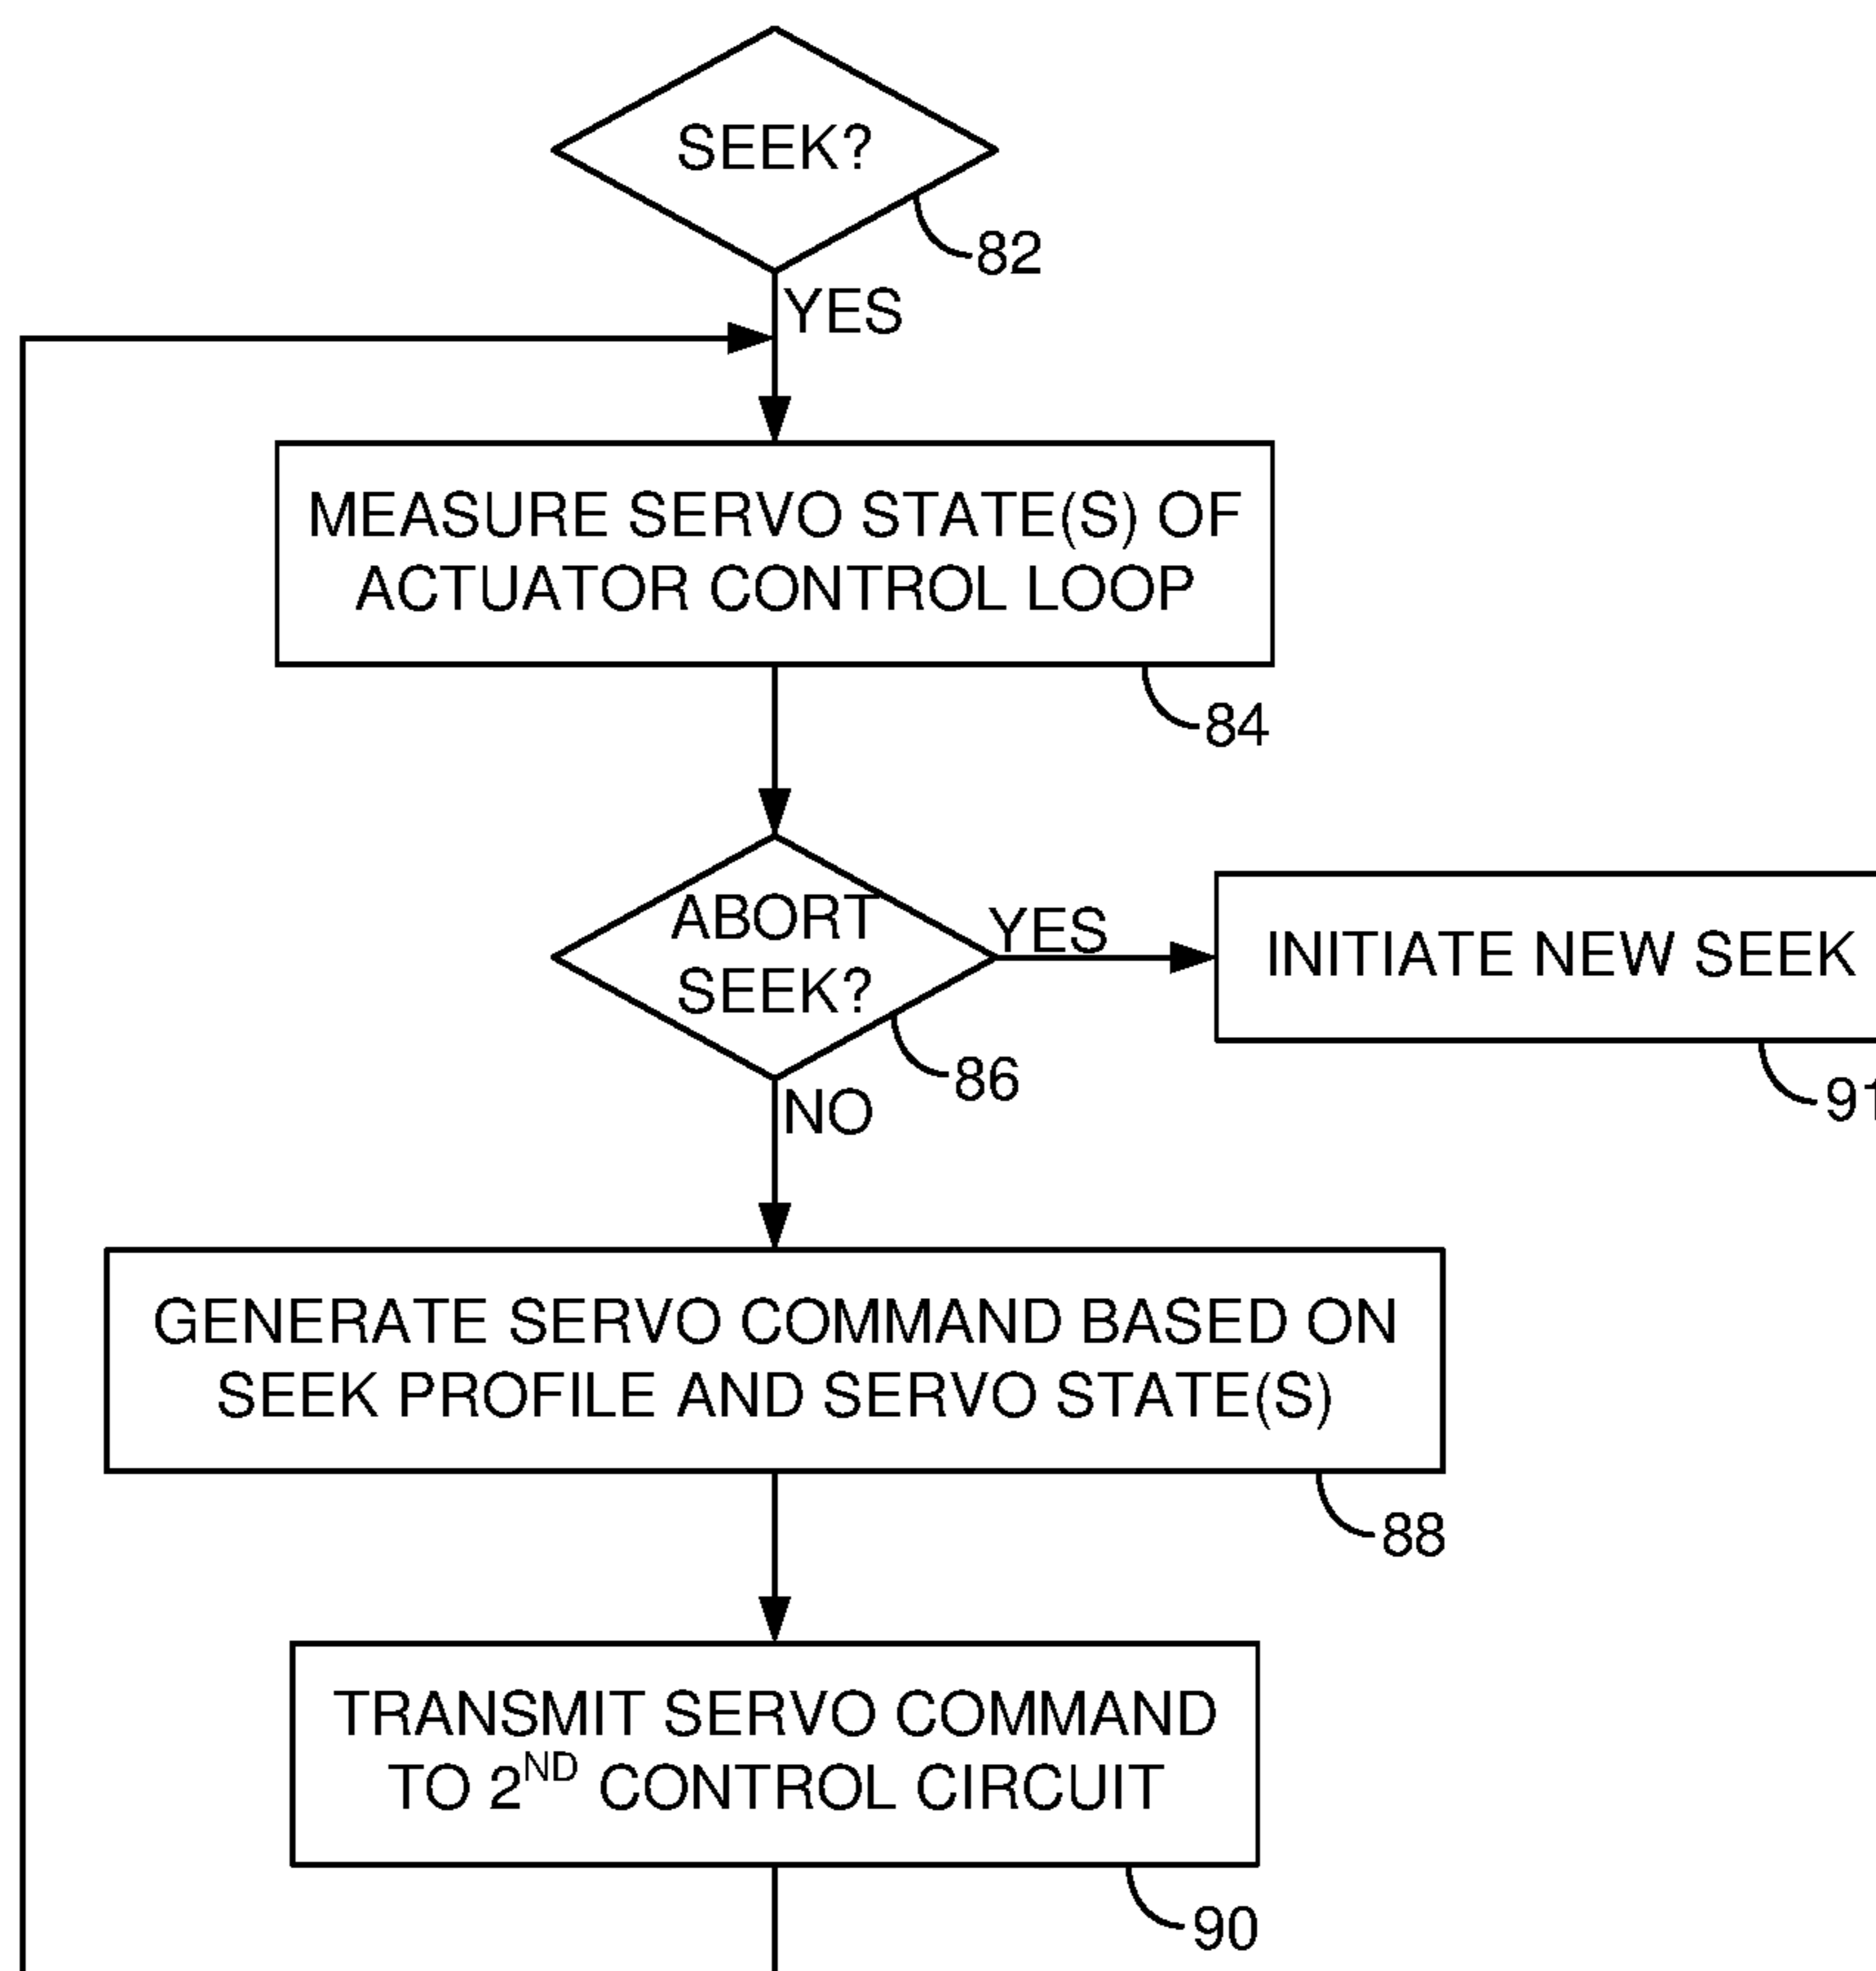 SEEK?
82
YES
MEASURE SERVO STATE(S) OF
ACTUATOR CONTROL LOOP
84
ABORT
SEEK?
YES
INITIATE NEW SEEK
86
91
NO
GENERATE SERVO COMMAND BASED ON
SEEK PROFILE AND SERVO STATE(S)
88
TRANSMIT SERVO COMMAND
TO 2ND CONTROL CIRCUIT
90